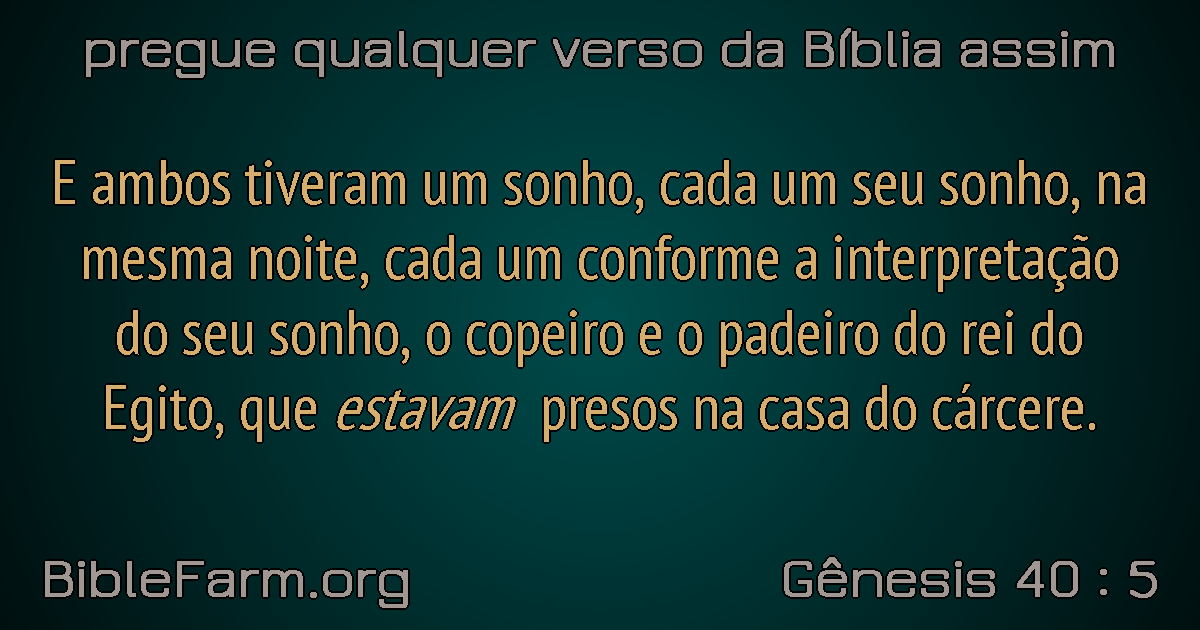 pregue qualquer verso da Bíblia assim
E ambos tiveram um sonho, cada um seu sonho, na
mesma noite, cada um conforme a interpretação
do seu sonho, o copeiro e o padeiro do rei do
Egito, que estavam presos na casa do cárcere.
BibleFarm.org
Gênesis 40 : 5